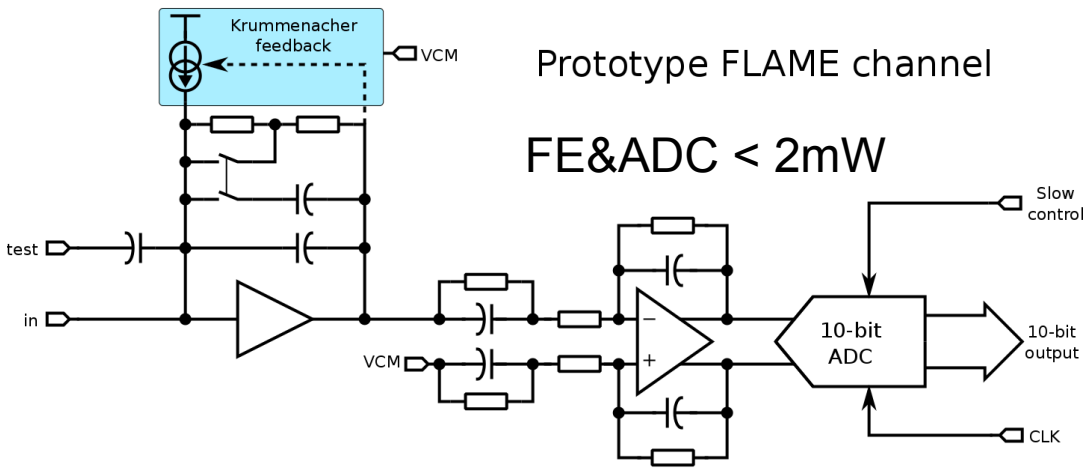 Krummenacher
feedback
VCM
Prototype FLAME channel
FE&ADC < 2mW
Slow
control
test
in
VCM
−
+
10-bit
ADC
10-bit
output
CLK